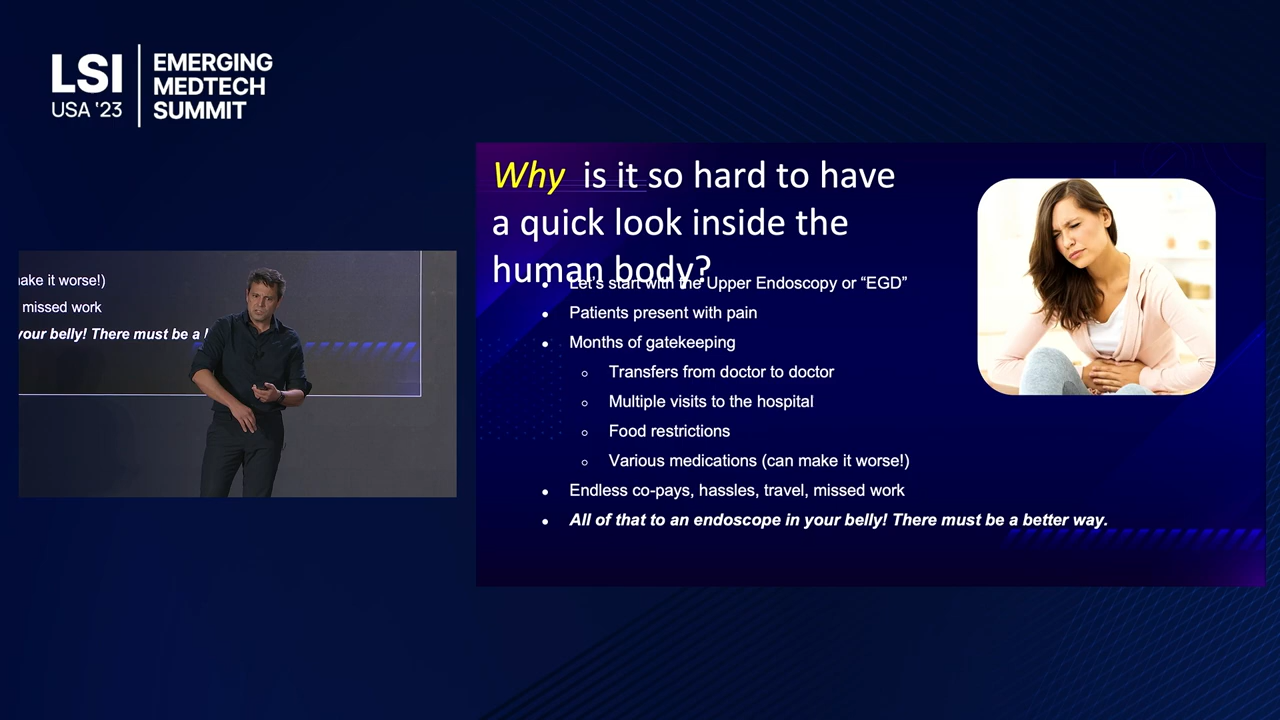 LSI
USA '23
EMERGING
MEDTECH
SUMMIT
Why is it so hard to have
a quick look inside the
human body?
• Let's start with the Upper Endoscopy or “EGD”
• Patients present with pain
• Months of gatekeeping
○ Transfers from doctor to doctor
○ Multiple visits to the hospital
○ Food restrictions
○ Various medications (can make it worse!)
• Endless co-pays, hassles, travel, missed work
• All of that to an endoscope in your belly! There must be a better way.
ake it worse!)
missed work
your belly! There must be a